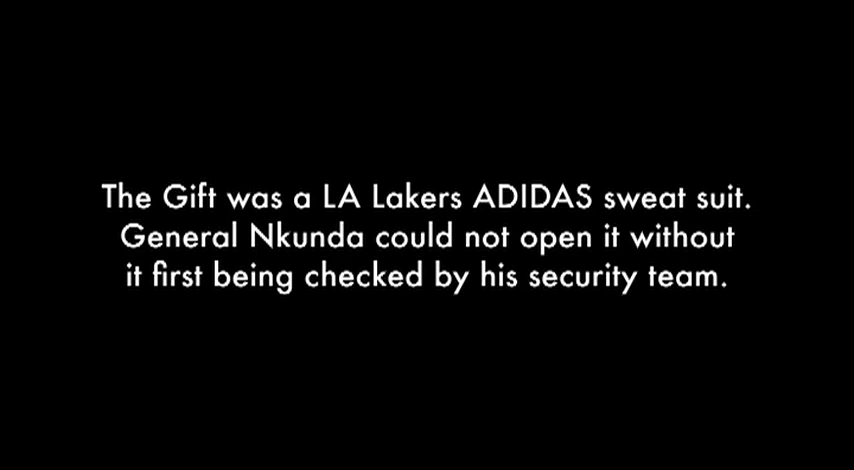 The Gift was a LA Lakers ADIDAS sweat suit.
General Nkunda could not open it without
it first being checked by his security team.